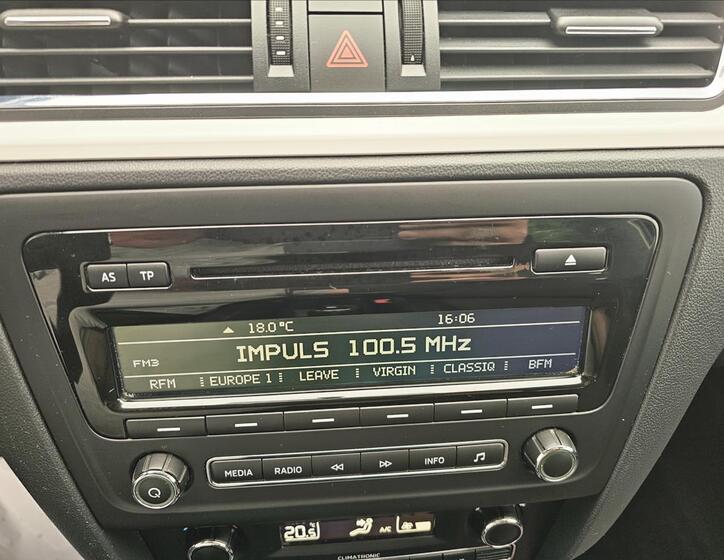 AS TP
18.0°C 16:06
IMPULS 100.5 MHz
FM3
RFM EUROPE 1 LEAVE VIRGIN CLASSIQ BFM
MEDIA RADIO INFO
20.5 A/C
CLIMATRONIC